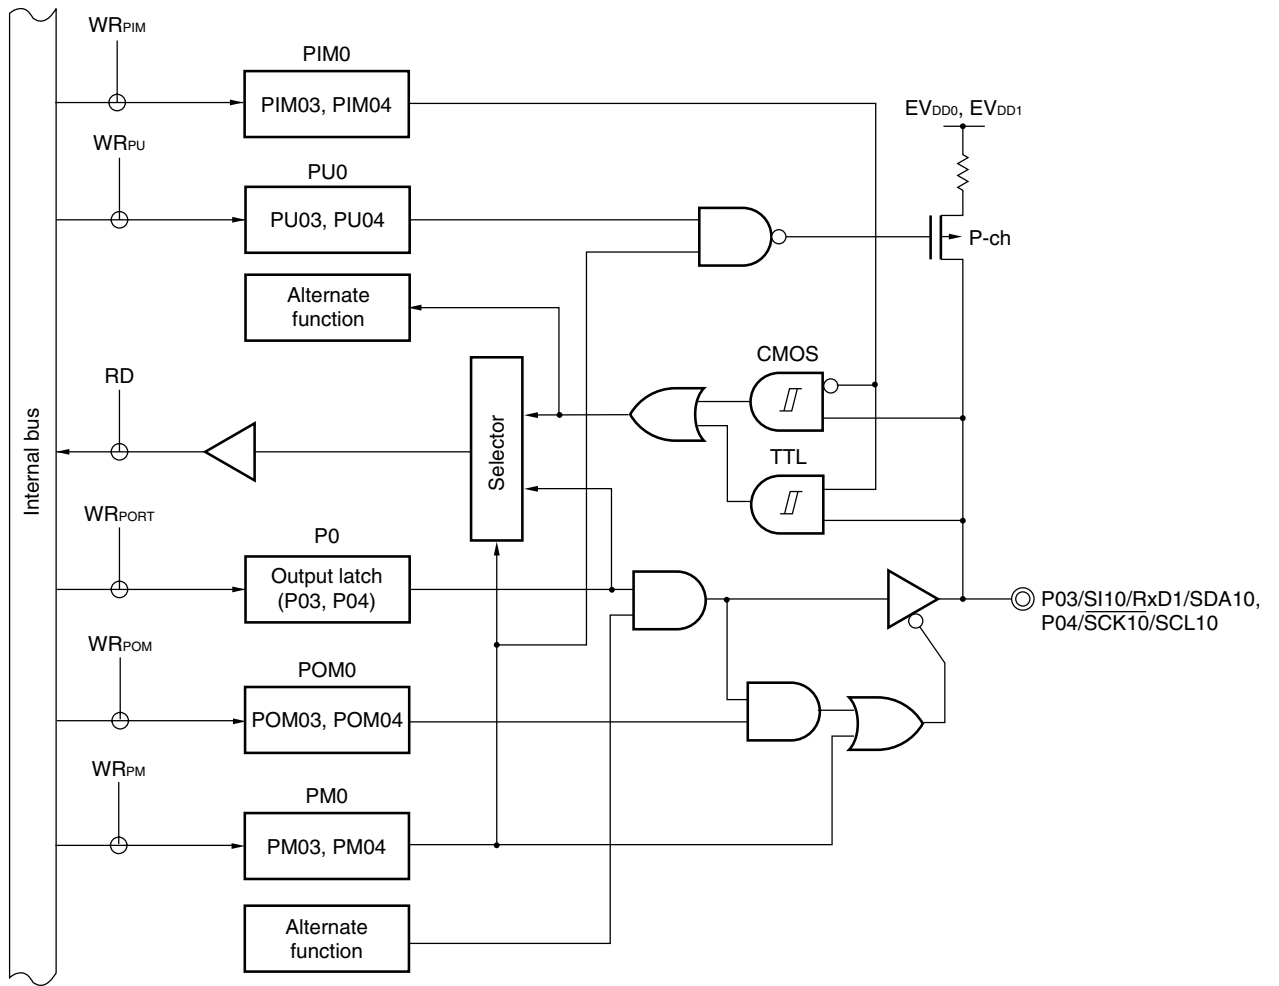 WRPIM
PIM0
PIM03, PIM04
EVDD0, EVDD1
WRPU
PU0
PU03, PU04
P-ch
Alternate
function
CMOS
RD
Selector
Internal bus
TTL
WRPORT
P0
Output latch
(P03, P04)
P03/SI10/RxD1/SDA10,
P04/SCK10/SCL10
WRPOM
POM0
POM03, POM04
WRPM
PM0
PM03, PM04
Alternate
function